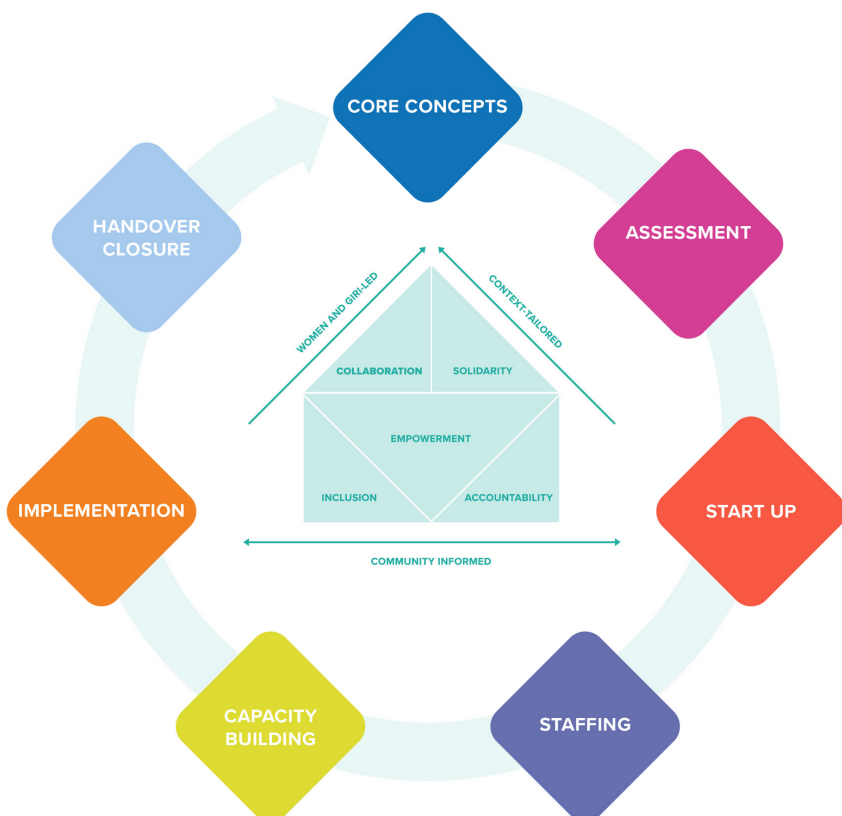 CORE CONCEPTS
HANDOVER
CLOSURE
ASSESSMENT
WOMEN AND GIRI-LED
CONTEXT-TAILORED
COLLABORATION
SOLIDARITY
EMPOWERMENT
INCLUSION
ACCOUNTABILITY
IMPLEMENTATION
START UP
COMMUNITY INFORMED
CAPACITY
BUILDING
STAFFING